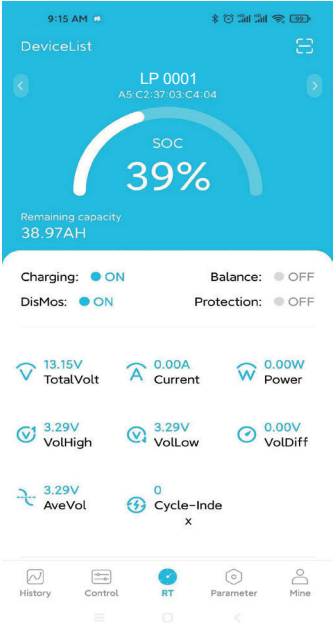 9:15 AM
99
DeviceList
LP 0001
A5:C2:37:03:C4:04
SOC
39%
Remaining capacity
38.97AH
Charging: ON Balance: OFF
DisMos: ON Protection: OFF
13.15V 0.00A 0.00W
TotalVolt Current Power
3.29V 3.29V 0.00V
VolHigh VolLow VolDiff
3.29V 0
AveVol Cycle-Inde
x
History Control RT Parameter Mine